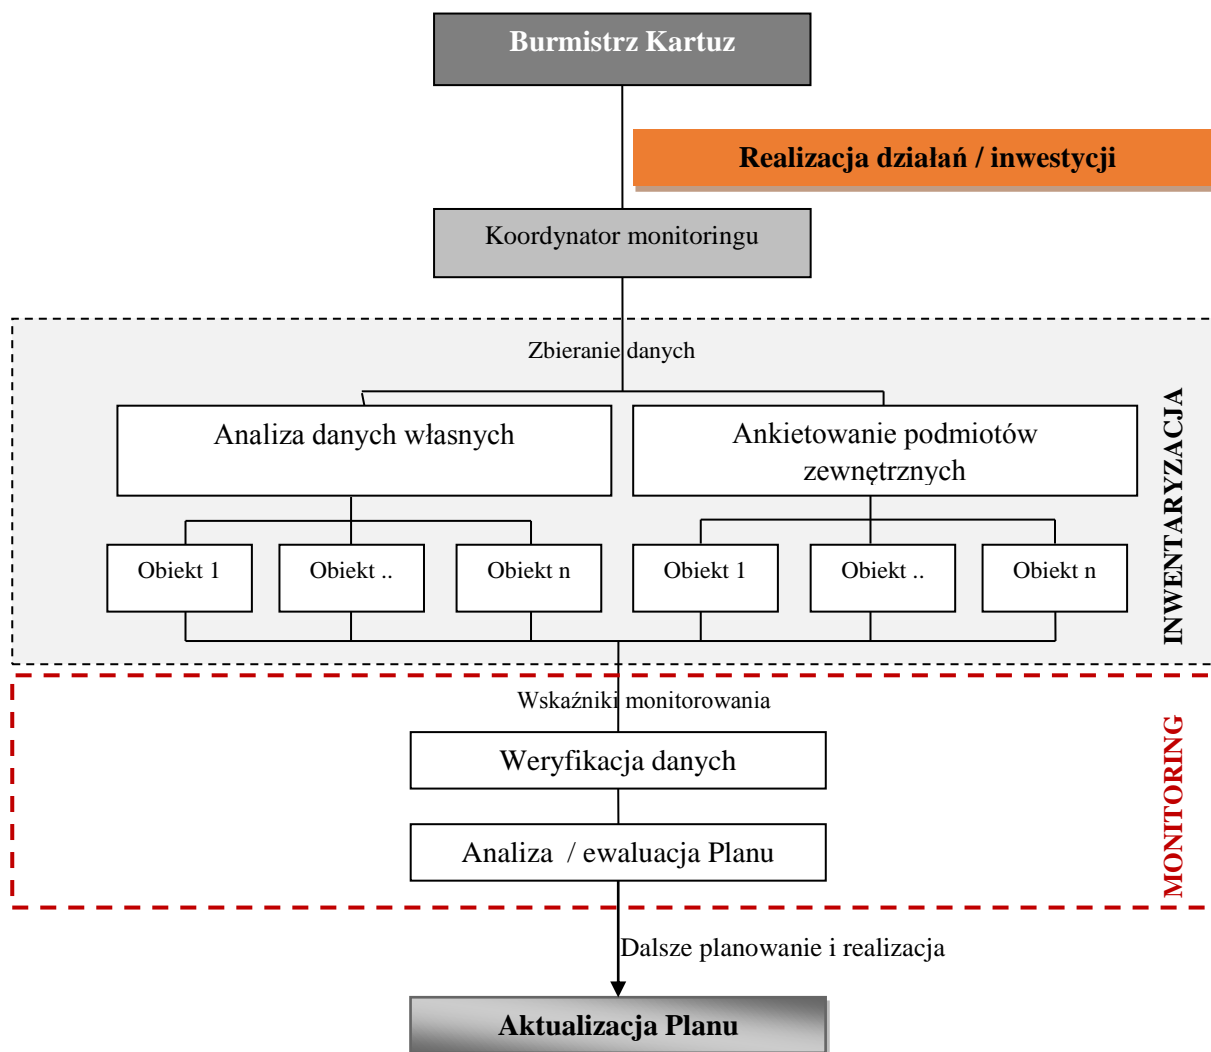 Burmistrz Kartuz
Realizacja działań / inwestycji
Koordynator monitoringu
Zbieranie danych
Analiza danych własnych
Ankietowanie podmiotów
zewnętrznych
Obiekt 1
Obiekt ..
Obiekt n
Obiekt 1
Obiekt ..
Obiekt n
INWENTARYZACJA
Wskaźniki monitorowania
Weryfikacja danych
Analiza / ewaluacja Planu
MONITORING
Dalsze planowanie i realizacja
Aktualizacja Planu